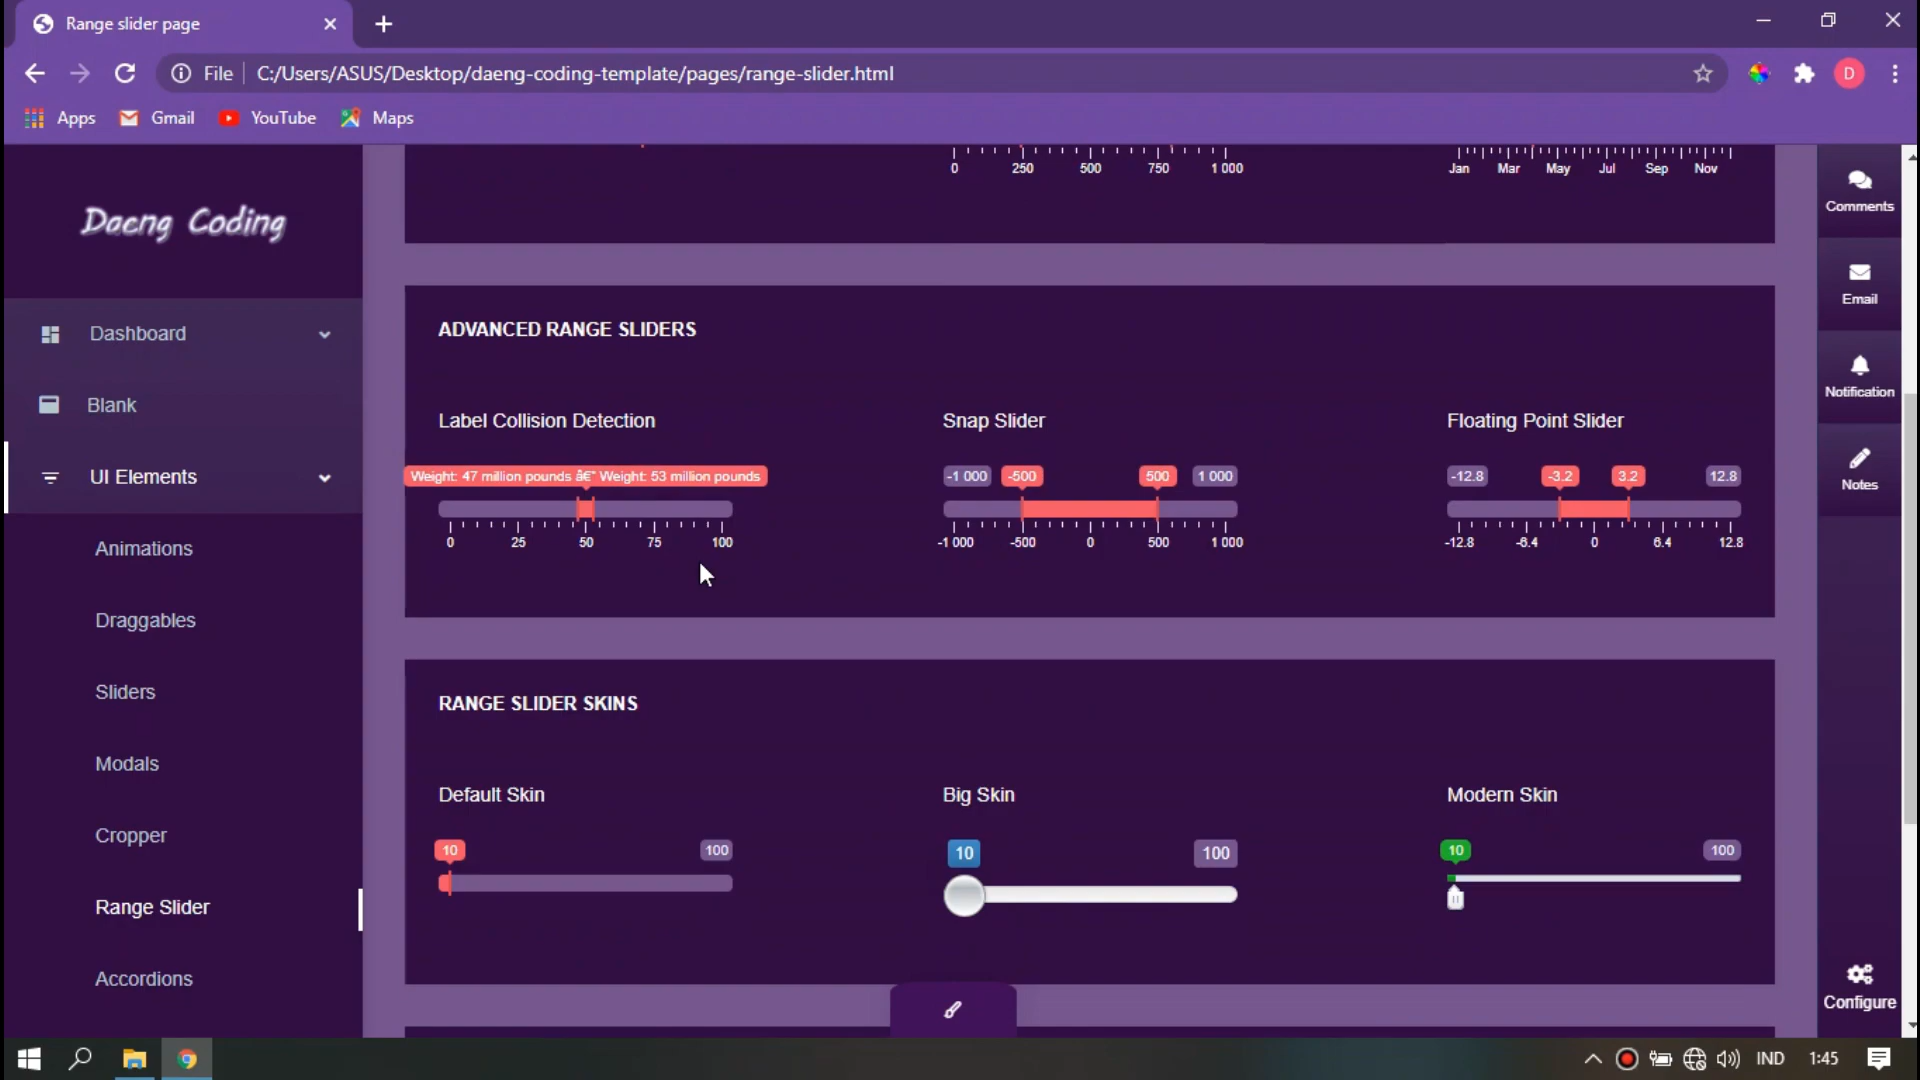 Range slider page
File
C:/Users/ASUS/Desktop/daeng-coding-template/pages/range-slider.html
D
Apps
Gmail
YouTube
Maps
Daeng Coding
Dashboard
Blank
UI Elements
Animations
Draggables
Sliders
Modals
Cropper
Range Slider
Accordions
0 250 500 750 1 000
Jan Mar May Jul Sep Nov
ADVANCED RANGE SLIDERS
Label Collision Detection
Weight: 47 million pounds â€” Weight: 53 million pounds
0 25 50 75 100
Snap Slider
-1 000 -500 500 1 000
-1 000 -500 0 500 1 000
Floating Point Slider
-12.8 -3.2 3.2 12.8
-12.8 -6.4 0 6.4 12.8
RANGE SLIDER SKINS
Default Skin
10 100
Big Skin
10 100
Modern Skin
10 100
Comments
Email
Notification
Notes
Configure
IND
1:45